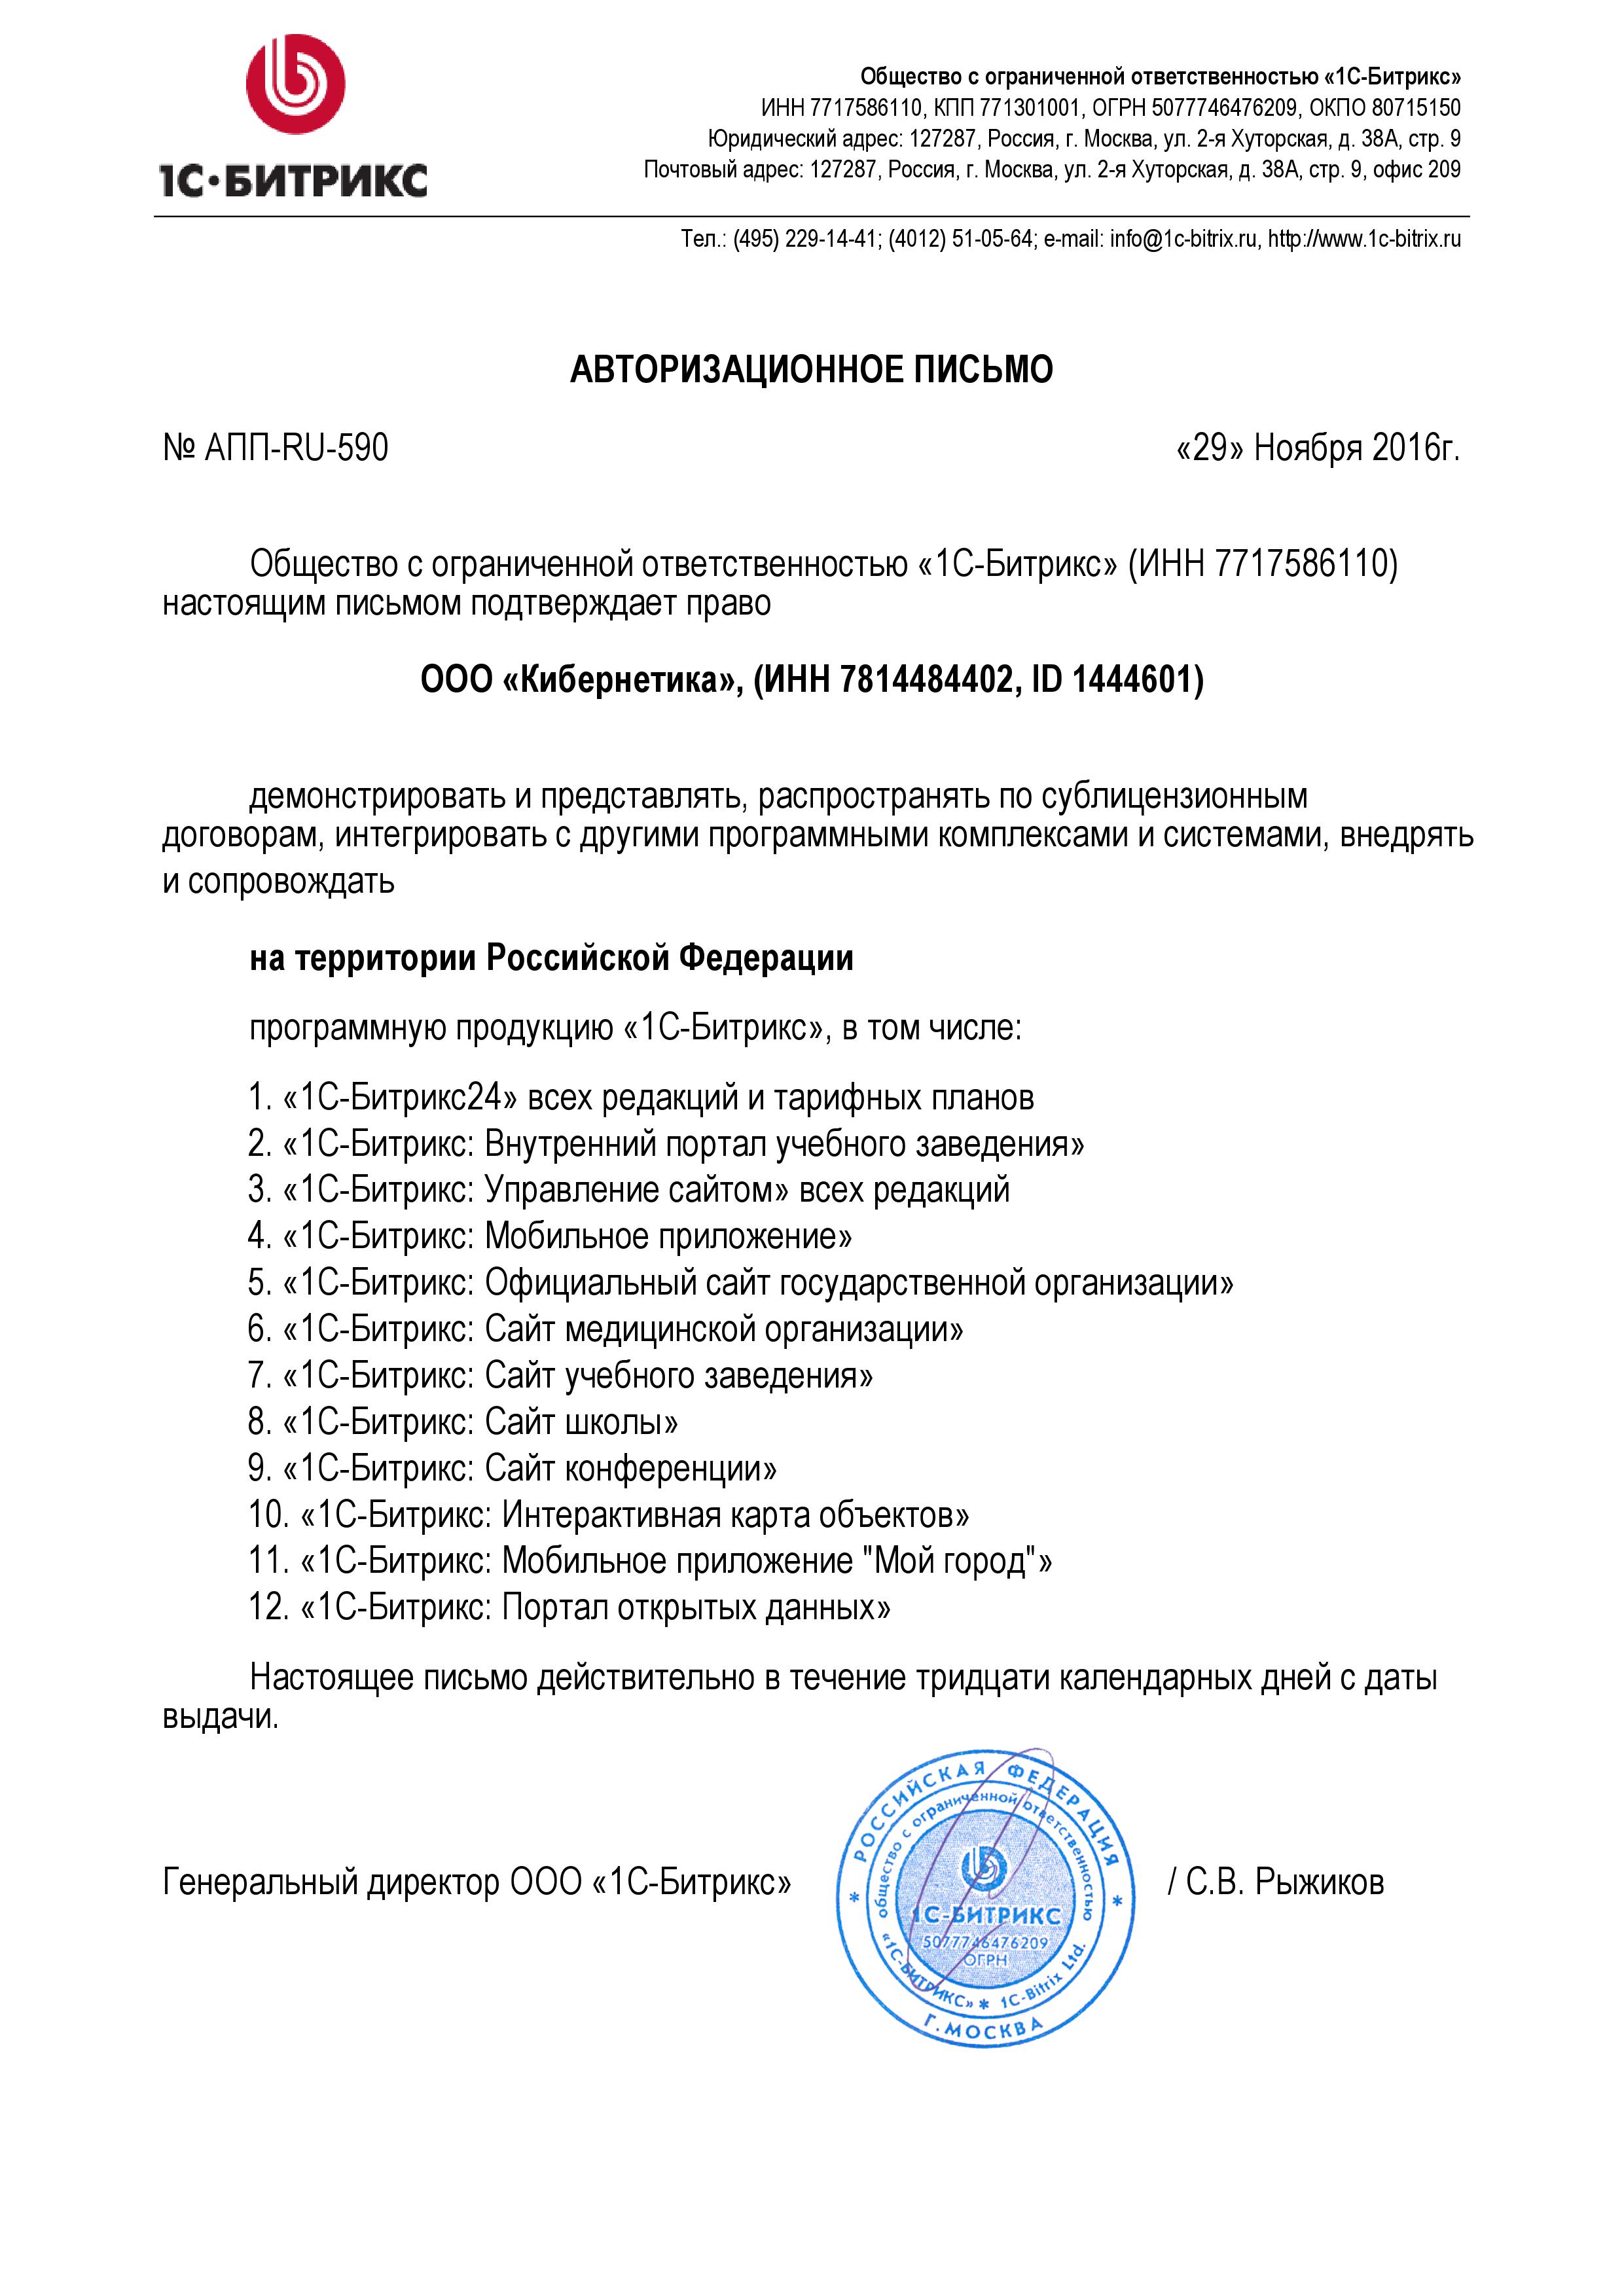 1С·БИТРИКС
Общество с ограниченной ответственностью «1С-Битрикс»
ИНН 7717586110, КПП 771301001, ОГРН 5077746476209, ОКПО 80715150
Юридический адрес: 127287, Россия, г. Москва, ул. 2-я Хуторская, д. 38А, стр. 9
Почтовый адрес: 127287, Россия, г. Москва, ул. 2-я Хуторская, д. 38А, стр. 9, офис 209
Тел.: (495) 229-14-41; (4012) 51-05-64; e-mail: info@1c-bitrix.ru, http://www.1c-bitrix.ru
АВТОРИЗАЦИОННОЕ ПИСЬМО
№ АПП-RU-590 «29» Ноября 2016г.
Общество с ограниченной ответственностью «1С-Битрикс» (ИНН 7717586110)
настоящим письмом подтверждает право
ООО «Кибернетика», (ИНН 7814484402, ID 1444601)
демонстрировать и представлять, распространять по сублицензионным
договорам, интегрировать с другими программными комплексами и системами, внедрять
и сопровождать
на территории Российской Федерации
программную продукцию «1С-Битрикс», в том числе:
1. «1С-Битрикс24» всех редакций и тарифных планов
2. «1С-Битрикс: Внутренний портал учебного заведения»
3. «1С-Битрикс: Управление сайтом» всех редакций
4. «1С-Битрикс: Мобильное приложение»
5. «1С-Битрикс: Официальный сайт государственной организации»
6. «1С-Битрикс: Сайт медицинской организации»
7. «1С-Битрикс: Сайт учебного заведения»
8. «1С-Битрикс: Сайт школы»
9. «1С-Битрикс: Сайт конференции»
10. «1С-Битрикс: Интерактивная карта объектов»
11. «1С-Битрикс: Мобильное приложение "Мой город"»
12. «1С-Битрикс: Портал открытых данных»
Настоящее письмо действительно в течение тридцати календарных дней с даты
выдачи.
Генеральный директор ООО «1С-Битрикс» / С.В. Рыжиков
РОССИЙСКАЯ ФЕДЕРАЦИЯ
общество с ограниченной ответственностью
1С-БИТРИКС
5077746476209
ОГРН
«1С-БИТРИКС» * 1C-Bitrix Ltd.
* Г.МОСКВА *